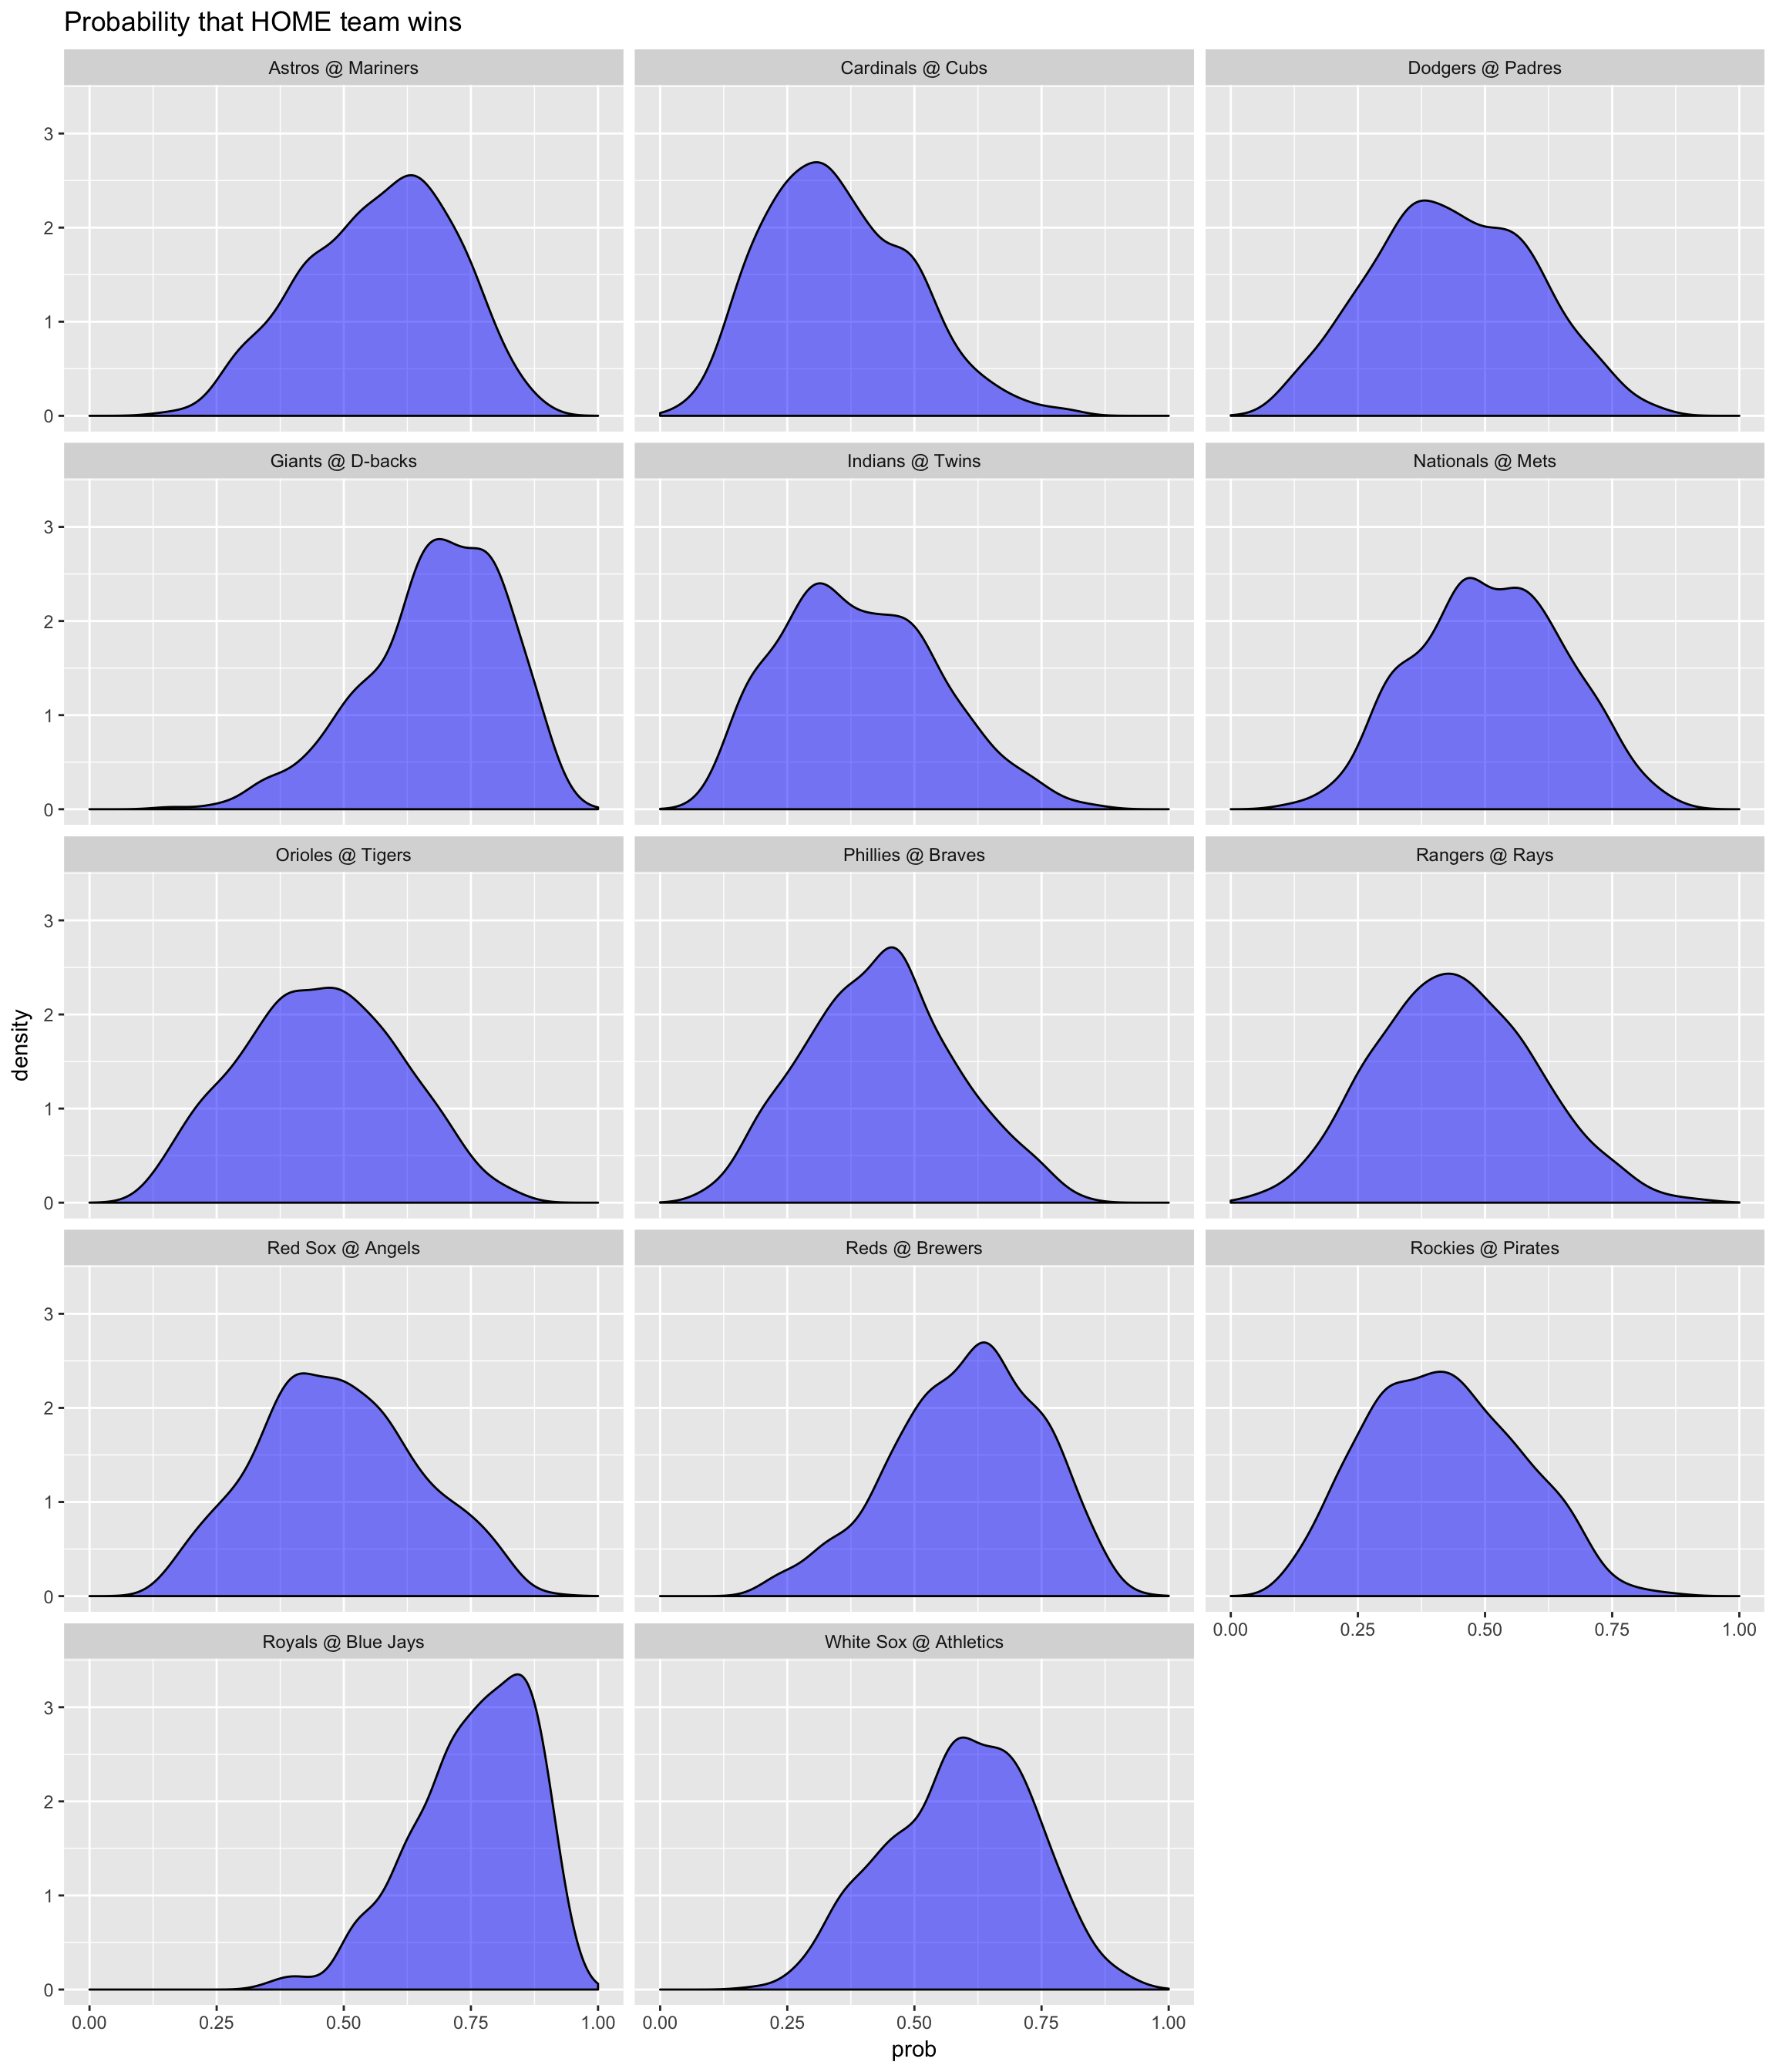 Probability that HOME team wins
Astros @ Mariners
Cardinals @ Cubs
Dodgers @ Padres
3
2
1
0
Giants @ D-backs
Indians @ Twins
Nationals @ Mets
3
2
1
0
Orioles @ Tigers
Phillies @ Braves
Rangers @ Rays
3
2
1
0
density
Red Sox @ Angels
Reds @ Brewers
Rockies @ Pirates
3
2
1
0
0.00 0.25 0.50 0.75 1.00
Royals @ Blue Jays
White Sox @ Athletics
3
2
1
0
0.00 0.25 0.50 0.75 1.00
0.00 0.25 0.50 0.75 1.00
prob